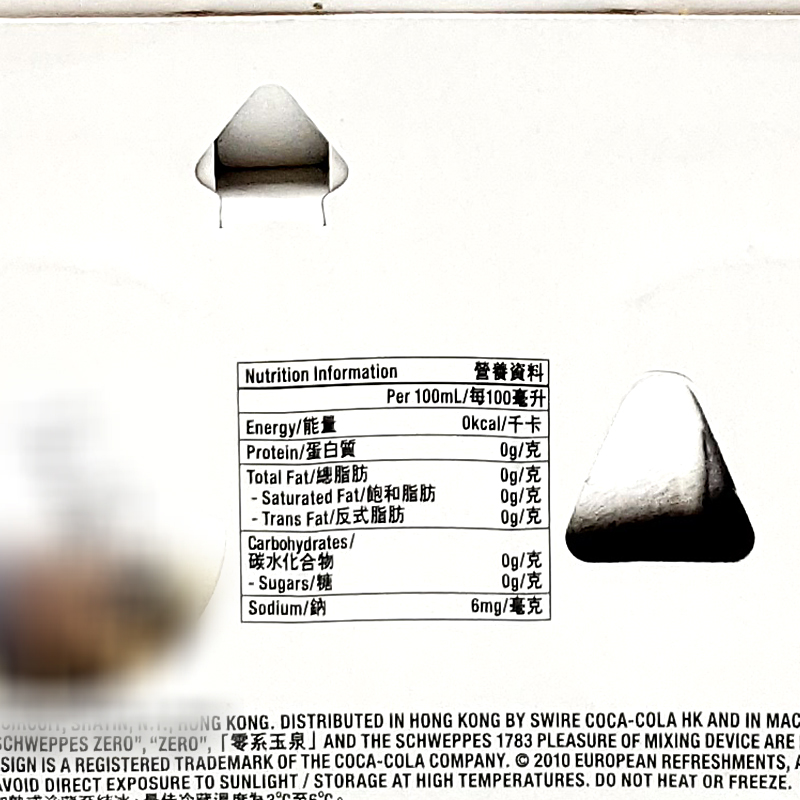 Nutrition Information 營養資料
Per 100mL/每100毫升
Energy/能量 0kcal/千卡
Protein/蛋白質 0g/克
Total Fat/總脂肪 0g/克
- Saturated Fat/飽和脂肪 0g/克
- Trans Fat/反式脂肪 0g/克
Carbohydrates/
碳水化合物 0g/克
- Sugars/糖 0g/克
Sodium/鈉 6mg/毫克
HONG KONG. DISTRIBUTED IN HONG KONG BY SWIRE COCA-COLA HK AND IN MAC
SCHWEPPES ZERO", "ZERO",「零系玉泉」AND THE SCHWEPPES 1783 PLEASURE OF MIXING DEVICE ARE
SIGN IS A REGISTERED TRADEMARK OF THE COCA-COLA COMPANY. © 2010 EUROPEAN REFRESHMENTS, A
AVOID DIRECT EXPOSURE TO SUNLIGHT / STORAGE AT HIGH TEMPERATURES. DO NOT HEAT OR FREEZE.